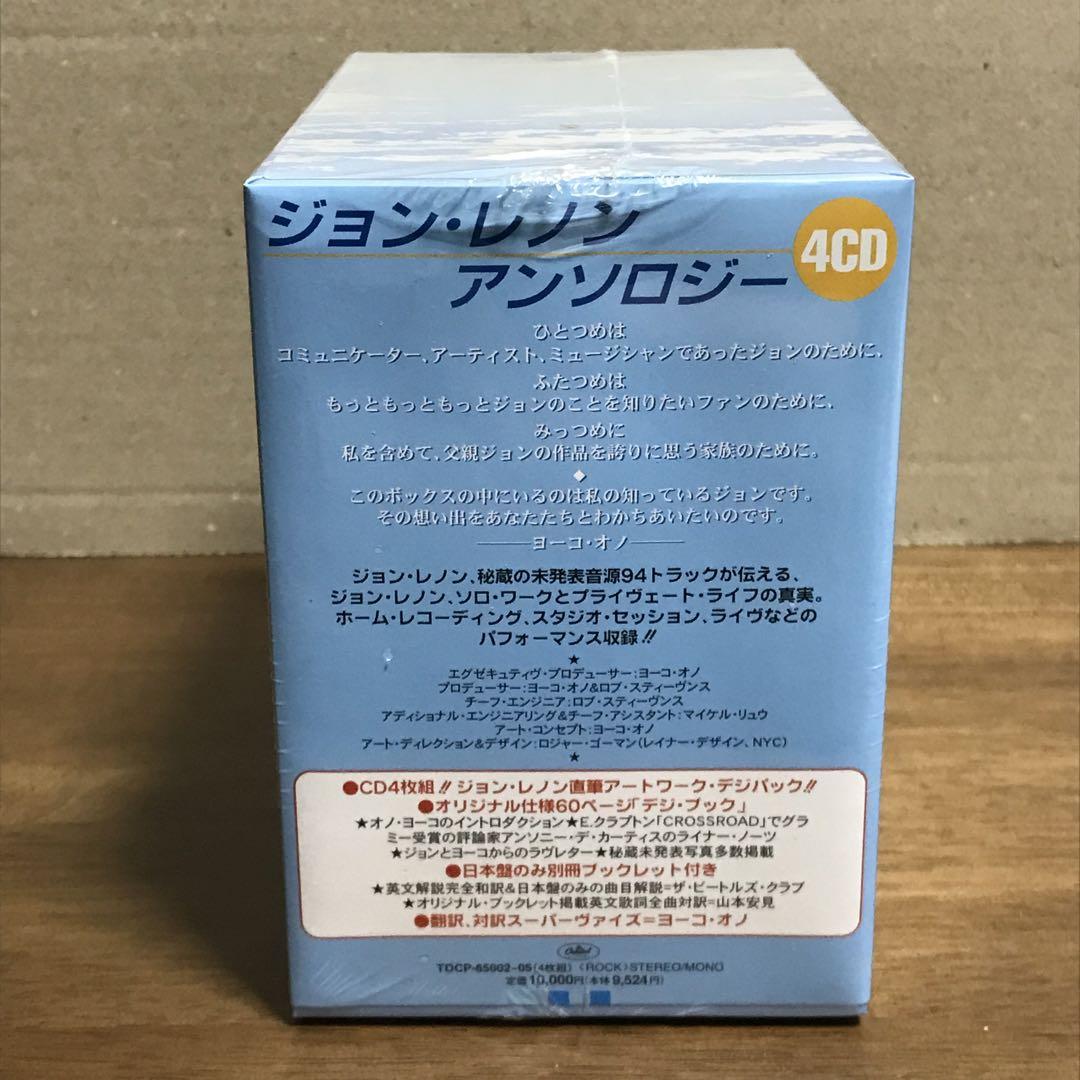 ジョン・レノン
アンソロジー
4CD
ひとつめは
コミュニケーター、アーティスト、ミュージシャンであったジョンのために、
ふたつめは
もっともっともっとジョンのことを知りたいファンのために、
みっつめに
私を含めて、父親ジョンの作品を誇りに思う家族のために。
◆
このボックスの中にいるのは私の知っているジョンです。
その想い出をあなたたちとわかちあいたいのです。
——ヨーコ・オノ——
ジョン・レノン、秘蔵の未発表音源94トラックが伝える、
ジョン・レノン、ソロ・ワークとプライヴェート・ライフの真実。
ホーム・レコーディング、スタジオ・セッション、ライヴなどの
パフォーマンス収録!!
★
エグゼキュティヴ・プロデューサー：ヨーコ・オノ
プロデューサー：ヨーコ・オノ&ロブ・スティーヴンス
チーフ・エンジニア：ロブ・スティーヴンス
アディショナル・エンジニアリング&チーフ・アシスタント：マイケル・リュウ
アート・コンセプト：ヨーコ・オノ
アート・ディレクション&デザイン：ロジャー・ゴーマン（レイナー・デザイン、NYC）
★
●CD4枚組!! ジョン・レノン直筆アートワーク・デジパック!!
●オリジナル仕様60ページ「デジ・ブック」
★オノ・ヨーコのイントロダクション★E.クラプトン「CROSSROAD」でグラ
ミー受賞の評論家アンソニー・デ・カーティスのライナー・ノーツ
★ジョンとヨーコからのラヴレター★秘蔵未発表写真多数掲載
●日本盤のみ別冊ブックレット付き
★英文解説完全和訳&日本盤のみの曲目解説=ザ・ビートルズ・クラブ
★オリジナル・ブックレット掲載英文歌詞全曲対訳=山本安見
●翻訳、対訳スーパーヴァイズ=ヨーコ・オノ
Capitol
TOCP-65002-05(4枚組) 〈ROCK〉STEREO/MONO
定価10,000円(本体9,524円)